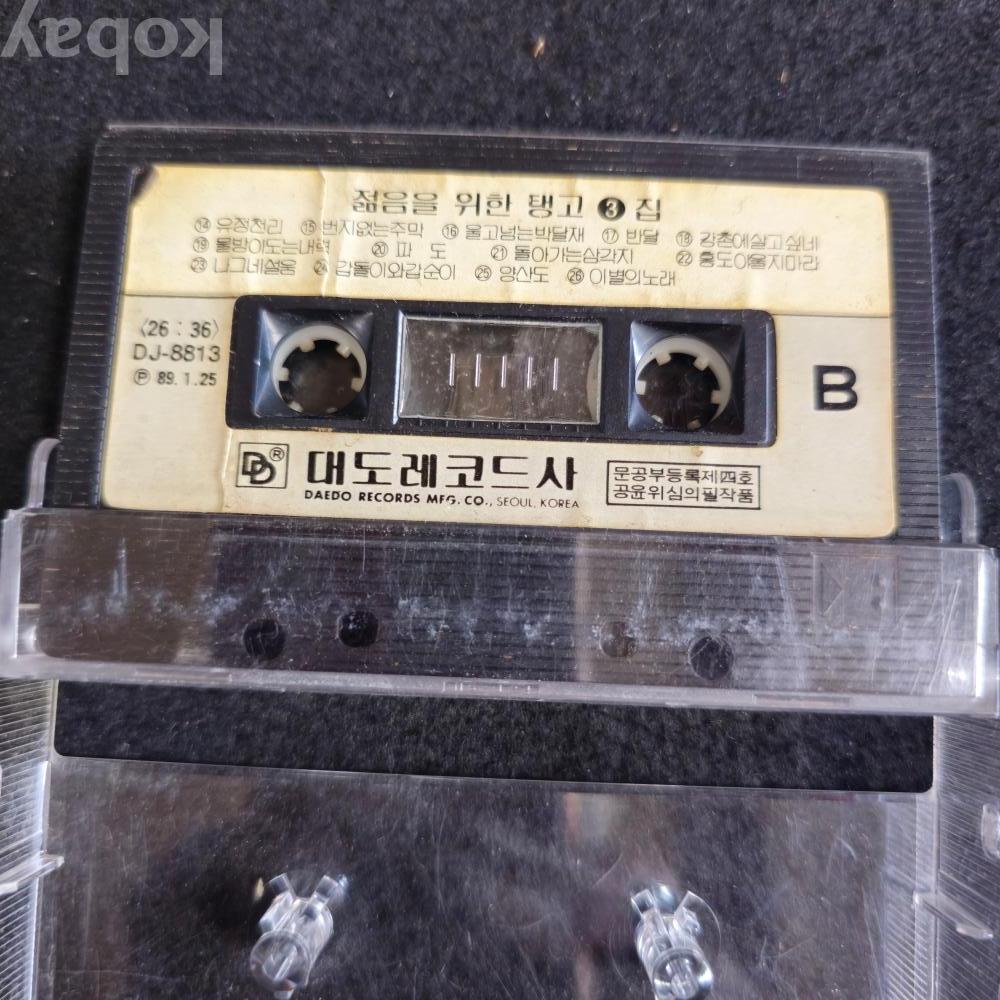 kobay
젊음을 위한 탱고 ❸ 집
⑭ 유정천리 ⑮ 번지없는주막 ⑯ 울고넘는박달재 ⑰ 반달 ⑱ 강촌에살고싶네
⑲ 물방아도는내력 ⑳ 파 도 ㉑ 돌아가는삼각지 ㉒ 홍도야울지마라
㉓ 나그네설움 ㉔ 갑돌이와갑순이 ㉕ 양산도 ㉖ 이별의노래
〈26 : 36〉
DJ-8813
Ⓟ 89. 1. 25
B
DD® 대도레코드사
DAEDO RECORDS MFG. CO., SEOUL, KOREA
문공부등록제四호
공윤위심의필작품